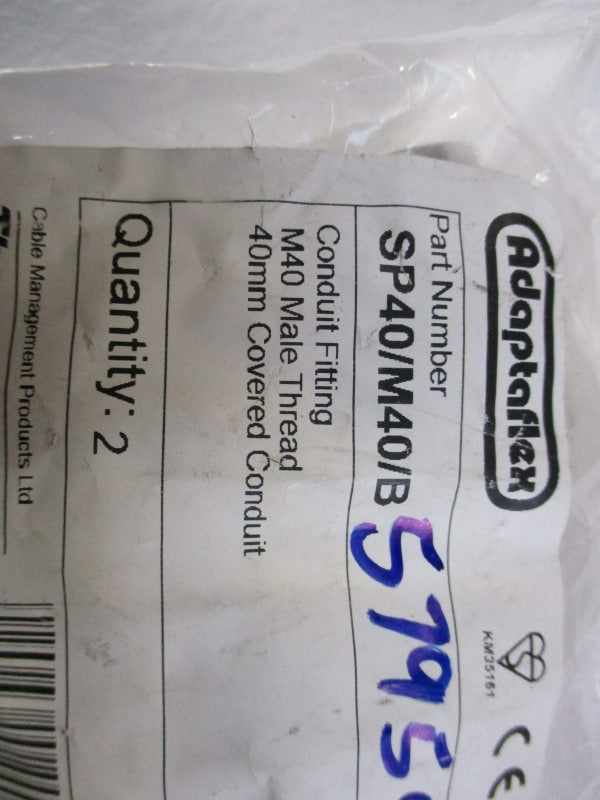 Adaptaflex
KM35161
CE
Part Number
SP40/M40/B
5795
Conduit Fitting
M40 Male Thread
40mm Covered Conduit
Quantity: 2
Cable Management Products Ltd